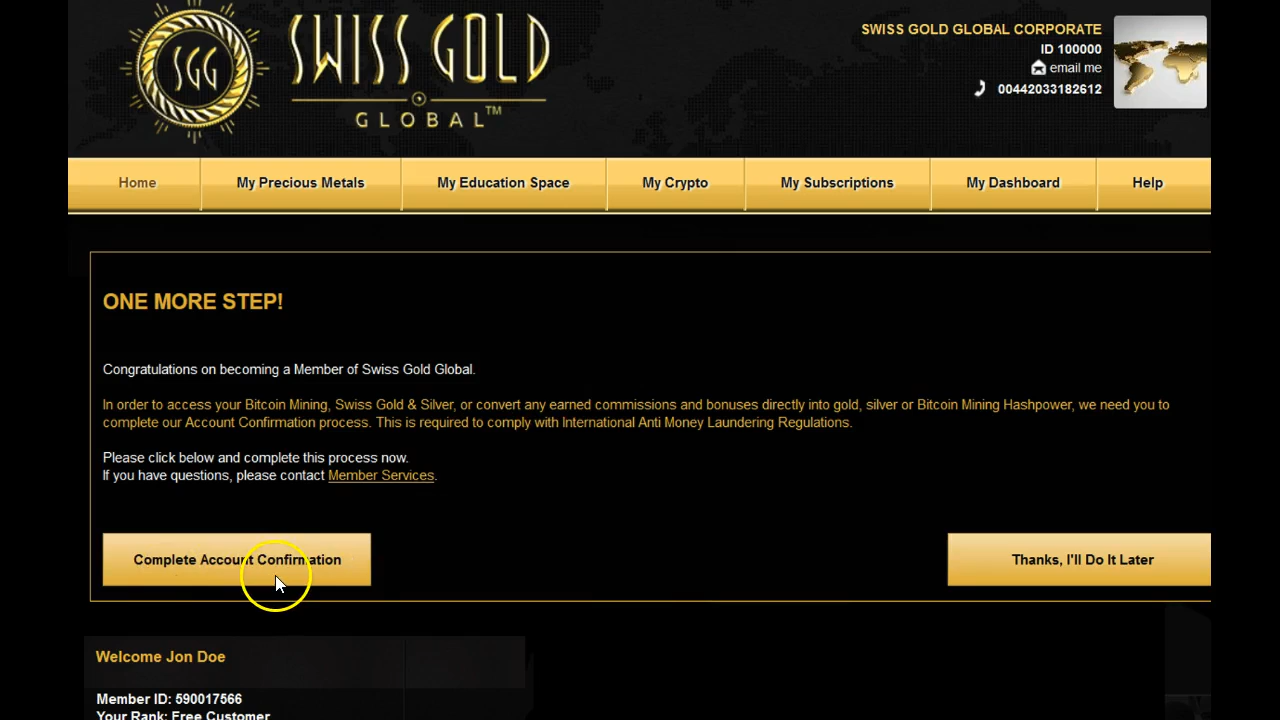 SGG
SWISS GOLD
GLOBAL™
SWISS GOLD GLOBAL CORPORATE
ID 100000
email me
00442033182612
Home My Precious Metals My Education Space My Crypto My Subscriptions My Dashboard Help
ONE MORE STEP!
Congratulations on becoming a Member of Swiss Gold Global.
In order to access your Bitcoin Mining, Swiss Gold & Silver, or convert any earned commissions and bonuses directly into gold, silver or Bitcoin Mining Hashpower, we need you to
complete our Account Confirmation process. This is required to comply with International Anti Money Laundering Regulations.
Please click below and complete this process now.
If you have questions, please contact Member Services.
Complete Account Confirmation Thanks, I'll Do It Later
Welcome Jon Doe
Member ID: 590017566
Your Rank: Free Customer